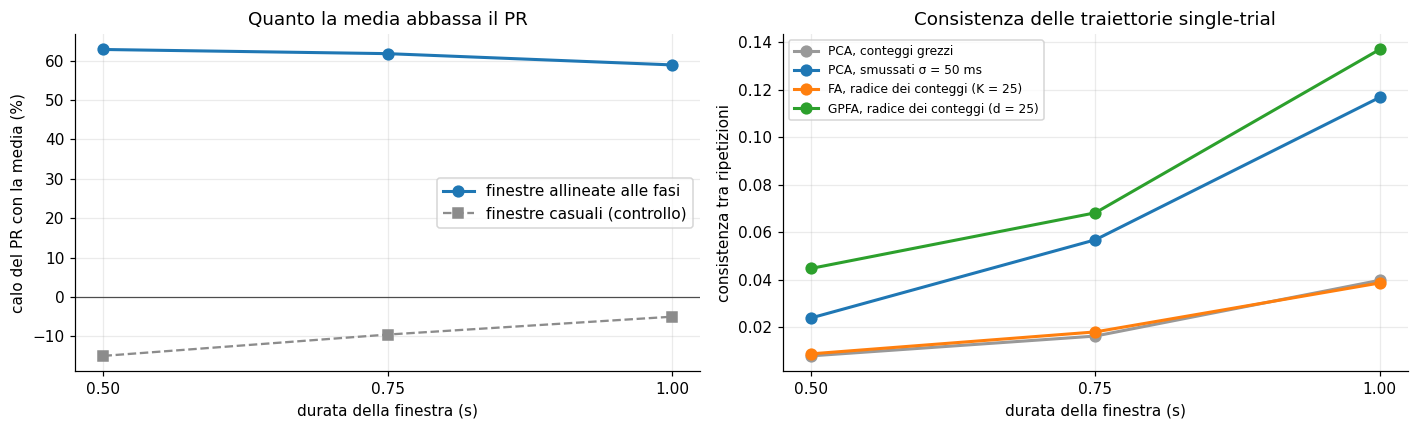 Quanto la media abbassa il PR
calo del PR con la media (%)
60
50
40
30
20
10
0
−10
finestre allineate alle fasi
finestre casuali (controllo)
0.50
0.75
1.00
durata della finestra (s)
Consistenza delle traiettorie single-trial
consistenza tra ripetizioni
0.14
0.12
0.10
0.08
0.06
0.04
0.02
PCA, conteggi grezzi
PCA, smussati σ = 50 ms
FA, radice dei conteggi (K = 25)
GPFA, radice dei conteggi (d = 25)
0.50
0.75
1.00
durata della finestra (s)